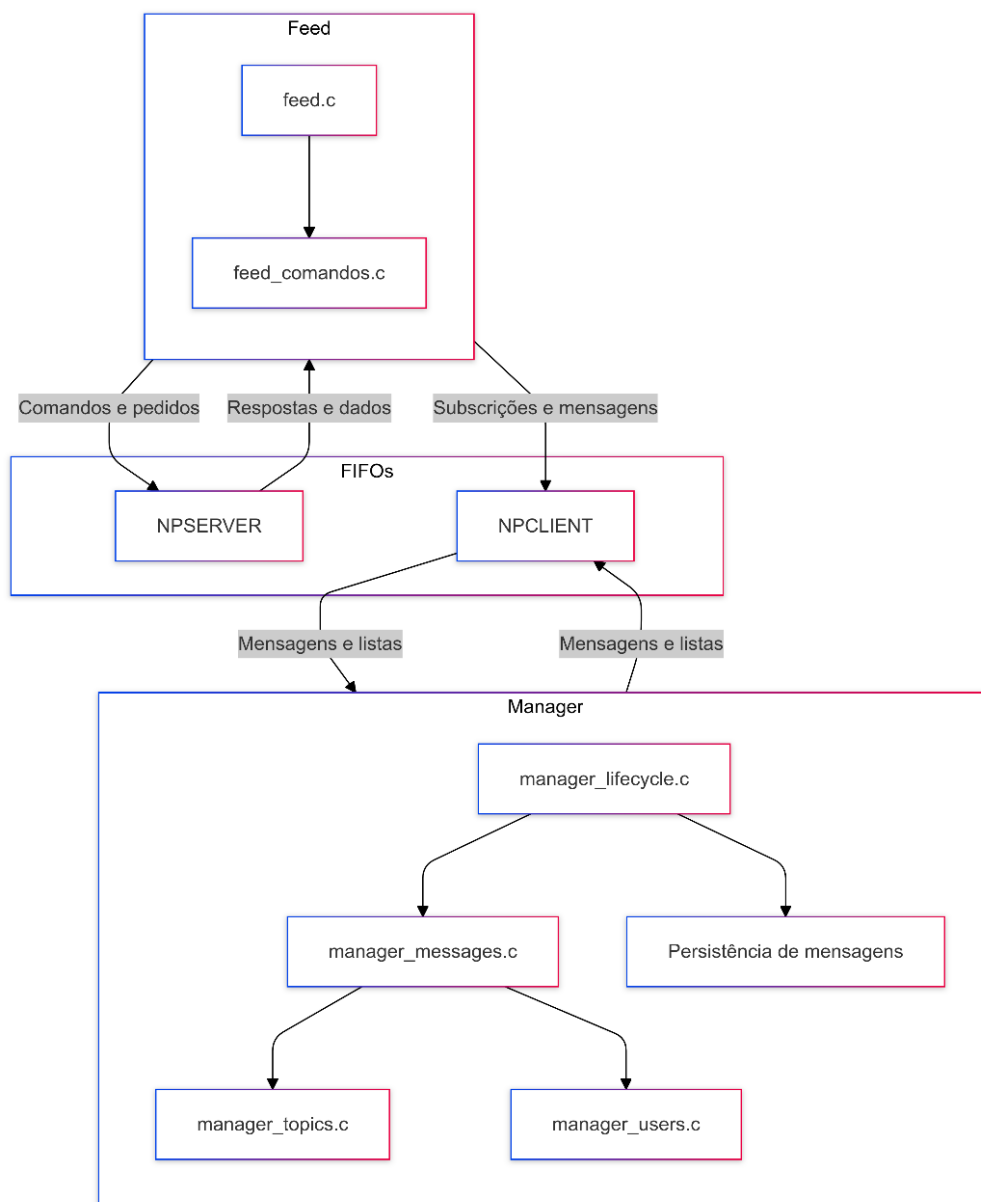 Feed
feed.c
feed_comandos.c
Comandos e pedidos
Respostas e dados
Subscrições e mensagens
FIFOs
NPSERVER
NPCLIENT
Mensagens e listas
Mensagens e listas
Manager
manager_lifecycle.c
manager_messages.c
Persistência de mensagens
manager_topics.c
manager_users.c